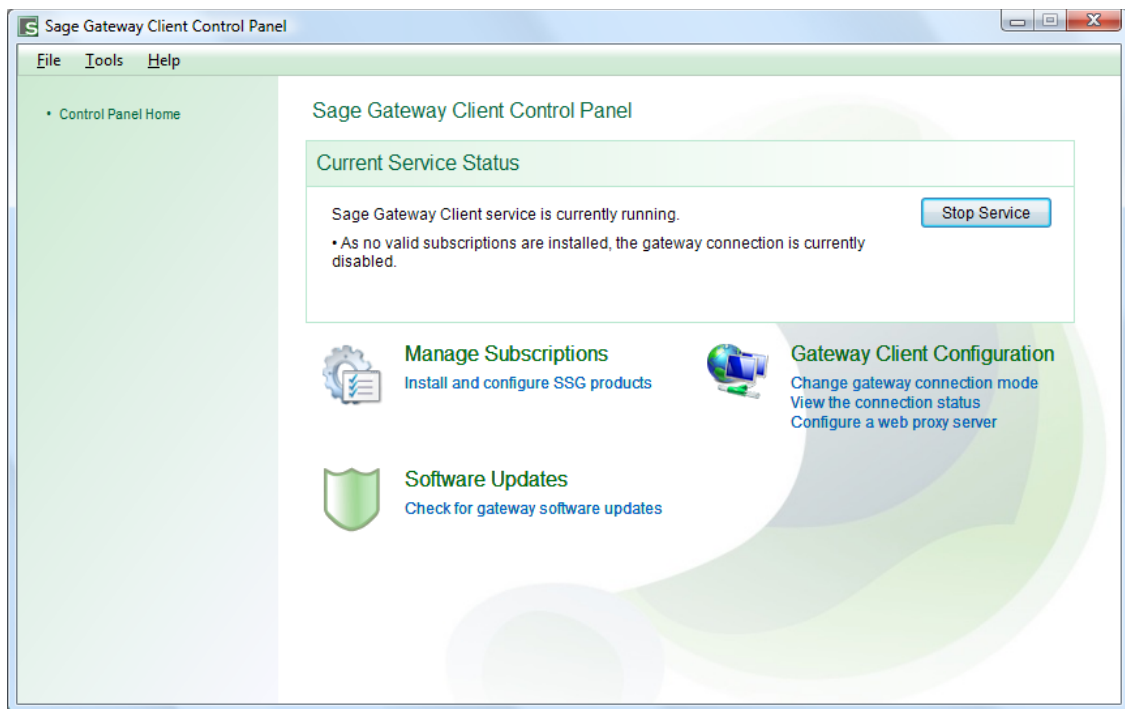 Sage Gateway Client Control Panel
File Tools Help
• Control Panel Home
Sage Gateway Client Control Panel
Current Service Status
Sage Gateway Client service is currently running.
Stop Service
• As no valid subscriptions are installed, the gateway connection is currently
disabled.
Manage Subscriptions
Install and configure SSG products
Gateway Client Configuration
Change gateway connection mode
View the connection status
Configure a web proxy server
Software Updates
Check for gateway software updates